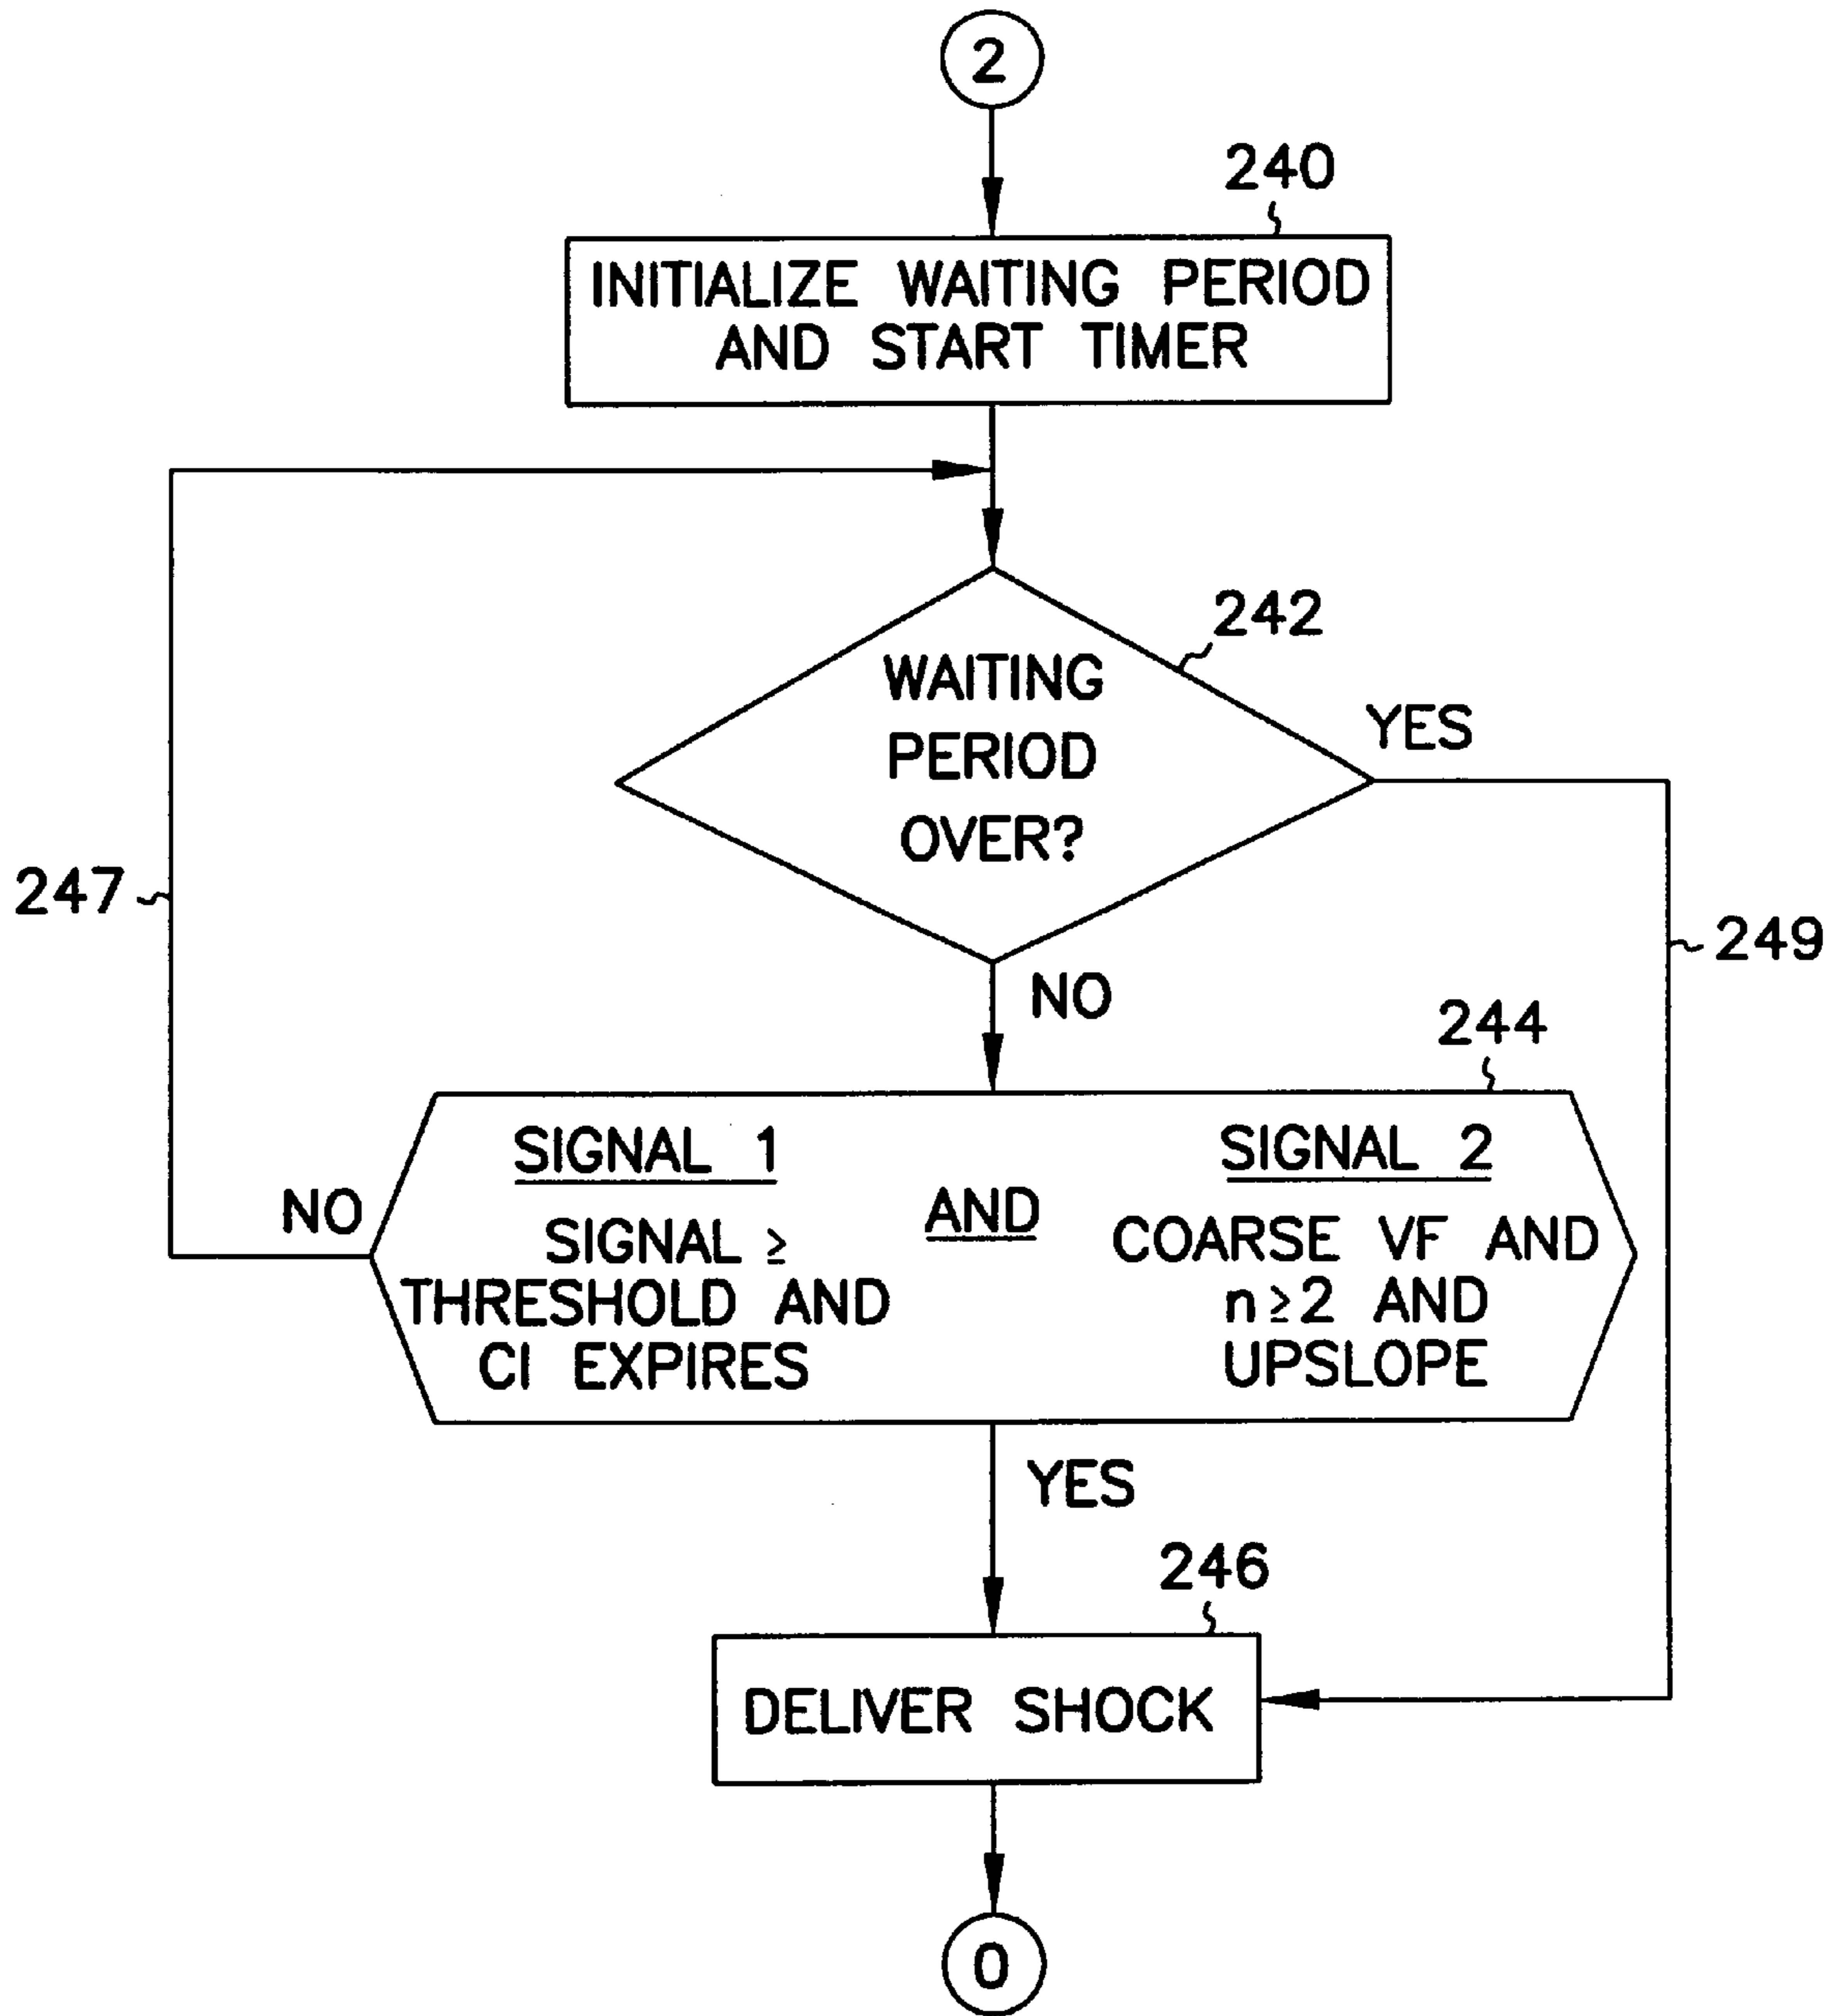 2
240
INITIALIZE WAITING PERIOD
AND START TIMER
242
WAITING
PERIOD
OVER?
YES
247
249
NO
244
SIGNAL 1
SIGNAL ≥
THRESHOLD AND
CI EXPIRES
AND
SIGNAL 2
COARSE VF AND
n≥2 AND
UPSLOPE
NO
YES
246
DELIVER SHOCK
0